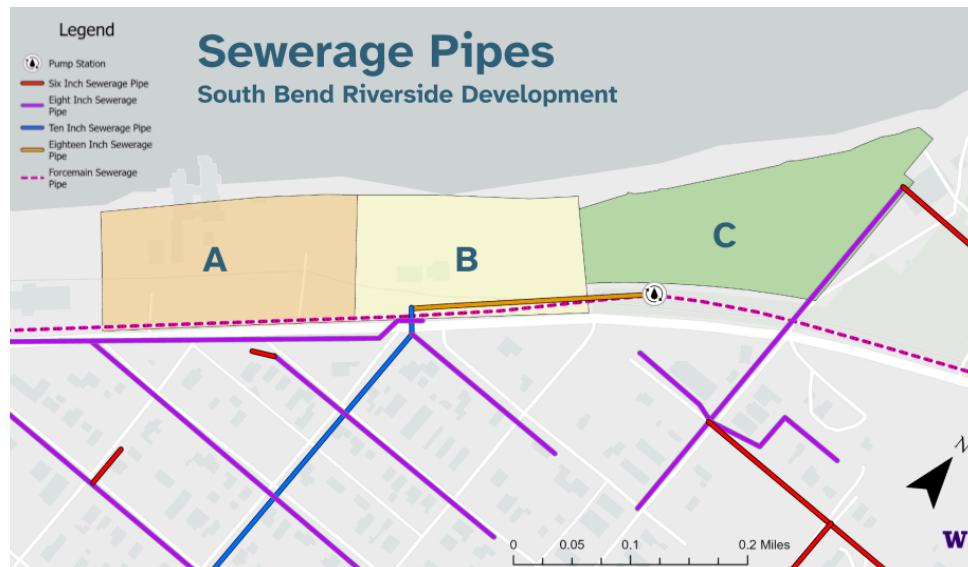 Legend
Pump Station
Six Inch Sewerage Pipe
Eight Inch Sewerage
Pipe
Ten Inch Sewerage Pipe
Eighteen Inch Sewerage
Pipe
Forcemain Sewerage
Pipe
Sewerage Pipes
South Bend Riverside Development
A
B
C
N
W
0 0.05 0.1 0.2 Miles